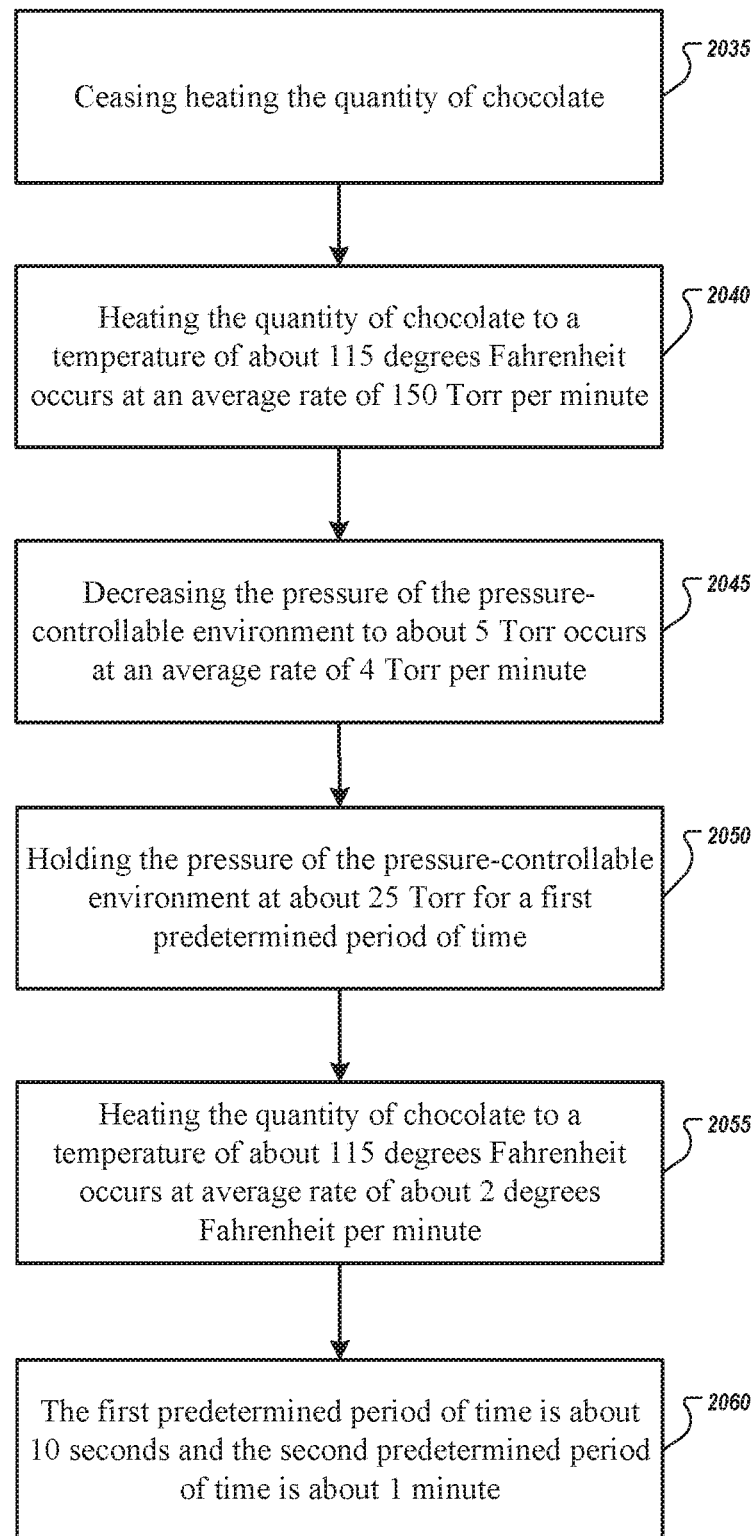 Ceasing heating the quantity of chocolate
2035
Heating the quantity of chocolate to a
temperature of about 115 degrees Fahrenheit
occurs at an average rate of 150 Torr per minute
2040
Decreasing the pressure of the pressure-
controllable environment to about 5 Torr occurs
at an average rate of 4 Torr per minute
2045
Holding the pressure of the pressure-controllable
environment at about 25 Torr for a first
predetermined period of time
2050
Heating the quantity of chocolate to a
temperature of about 115 degrees Fahrenheit
occurs at average rate of about 2 degrees
Fahrenheit per minute
2055
The first predetermined period of time is about
10 seconds and the second predetermined period
of time is about 1 minute
2060